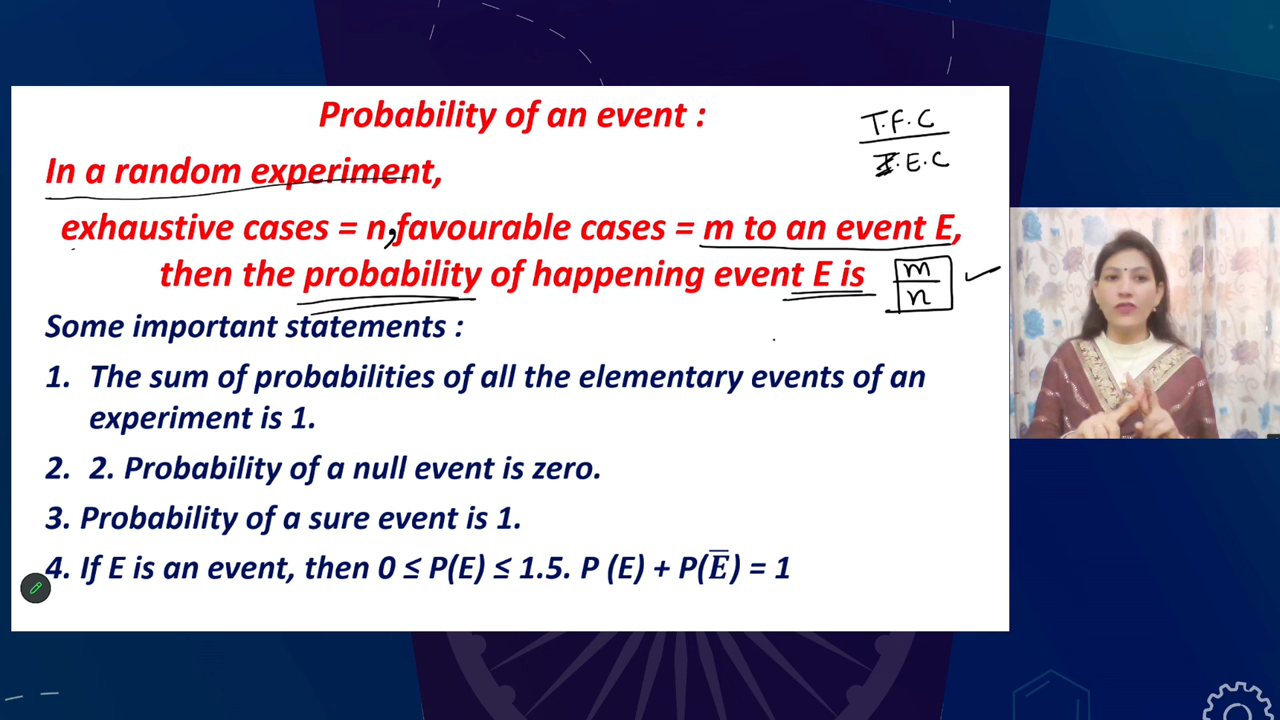 Probability of an event :
T.F.C
E.C
In a random experiment,
exhaustive cases = n,favourable cases = m to an event E,
then the probability of happening event E is m/n
Some important statements :
1. The sum of probabilities of all the elementary events of an
experiment is 1.
2. 2. Probability of a null event is zero.
3. Probability of a sure event is 1.
4. If E is an event, then 0 ≤ P(E) ≤ 1.5. P (E) + P(E̅) = 1